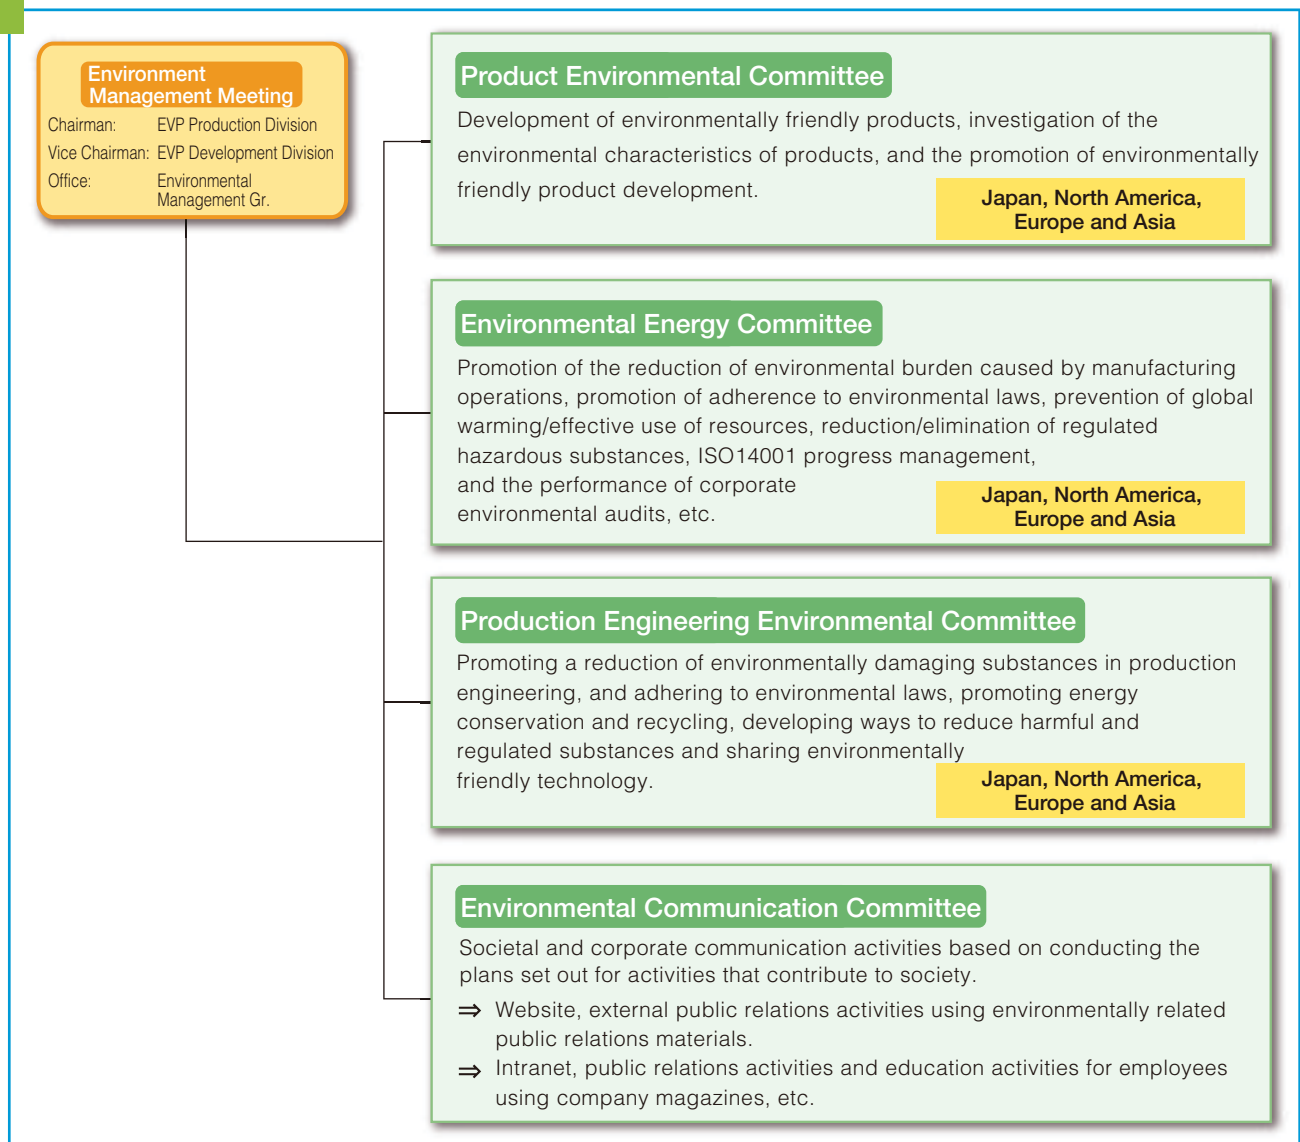 Environment
Management Meeting
Chairman: EVP Production Division
Vice Chairman: EVP Development Division
Office: Environmental
Management Gr.
Product Environmental Committee
Development of environmentally friendly products, investigation of the
environmental characteristics of products, and the promotion of environmentally
friendly product development.
Japan, North America,
Europe and Asia
Environmental Energy Committee
Promotion of the reduction of environmental burden caused by manufacturing
operations, promotion of adherence to environmental laws, prevention of global
warming/effective use of resources, reduction/elimination of regulated
hazardous substances, ISO14001 progress management,
and the performance of corporate
environmental audits, etc.
Japan, North America,
Europe and Asia
Production Engineering Environmental Committee
Promoting a reduction of environmentally damaging substances in production
engineering, and adhering to environmental laws, promoting energy
conservation and recycling, developing ways to reduce harmful and
regulated substances and sharing environmentally
friendly technology.
Japan, North America,
Europe and Asia
Environmental Communication Committee
Societal and corporate communication activities based on conducting the
plans set out for activities that contribute to society.
⇒ Website, external public relations activities using environmentally related
public relations materials.
⇒ Intranet, public relations activities and education activities for employees
using company magazines, etc.